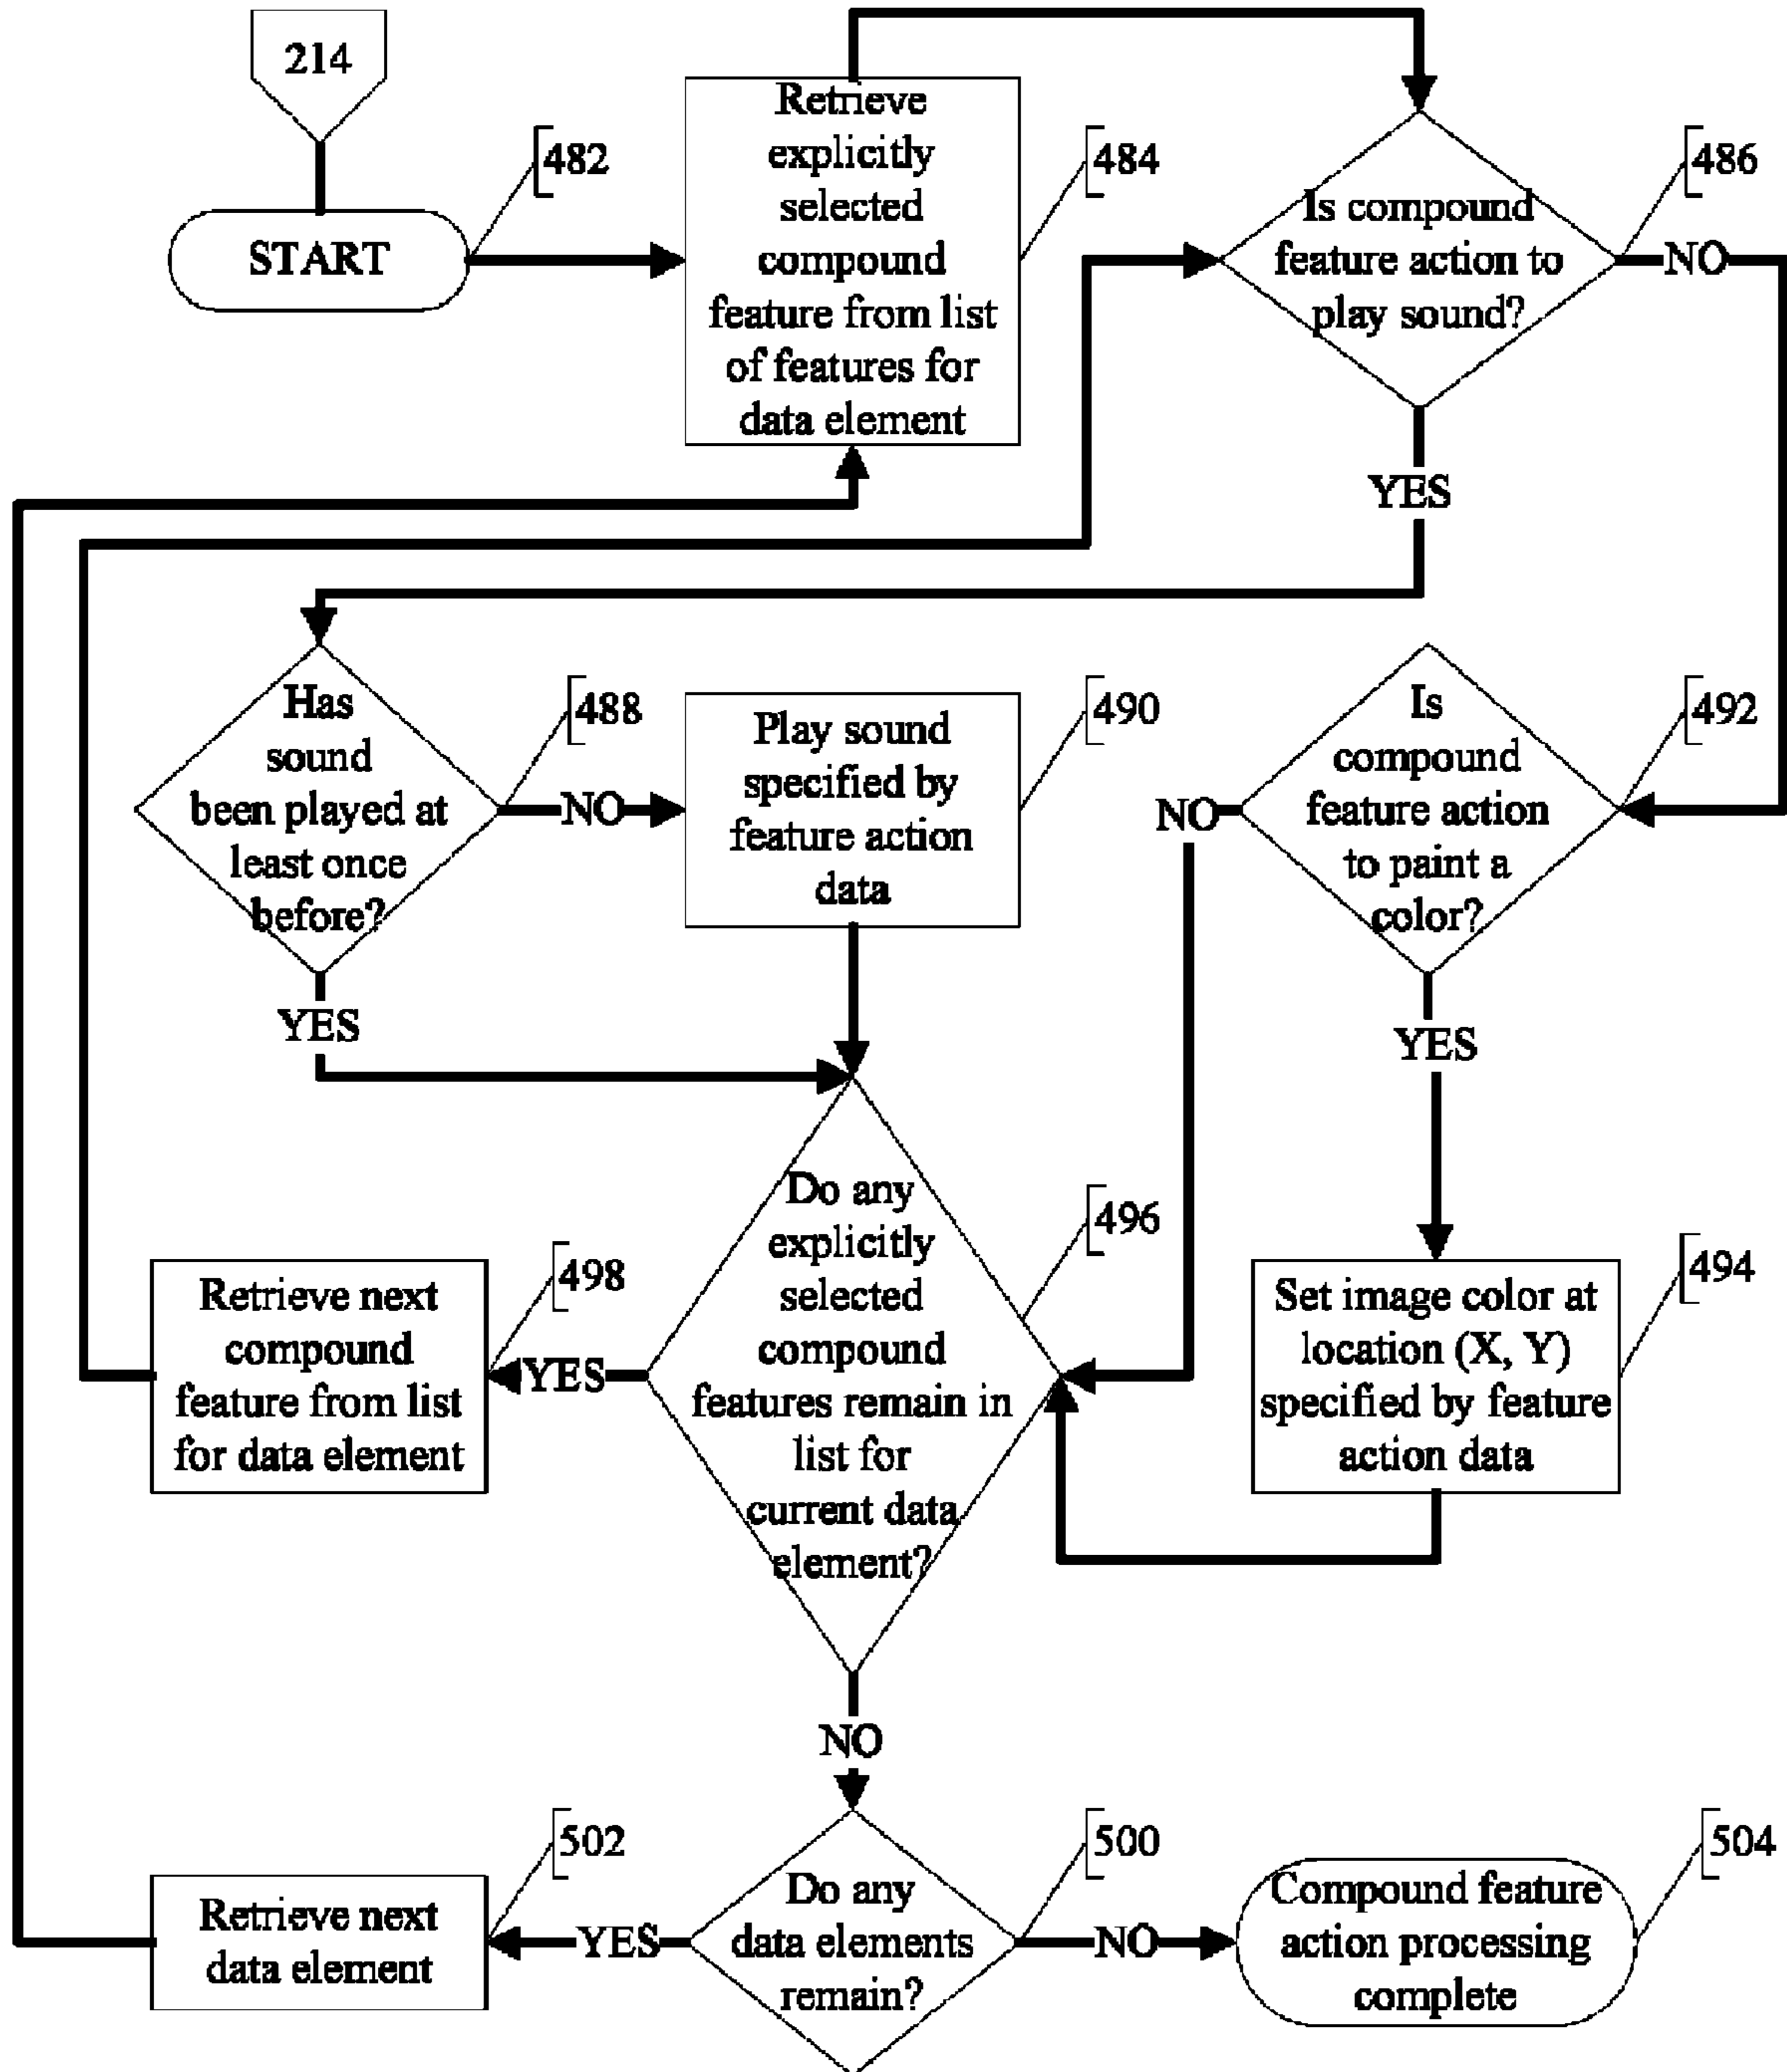 214
482
START
Retrieve
explicitly
selected
compound
feature from list
of features for
data element
484
Is compound
feature action to
play sound?
486
NO
YES
Has
sound
been played at
least once
before?
488
NO
YES
Play sound
specified by
feature action
data
490
Is
compound
feature action
to paint a
color?
492
NO
YES
Set image color at
location (X, Y)
specified by feature
action data
494
Do any
explicitly
selected
compound
features remain in
list for
current data
element?
496
YES
NO
Retrieve next
compound
feature from list
for data element
498
Do any
data elements
remain?
500
YES
NO
Retrieve next
data element
502
Compound feature
action processing
complete
504